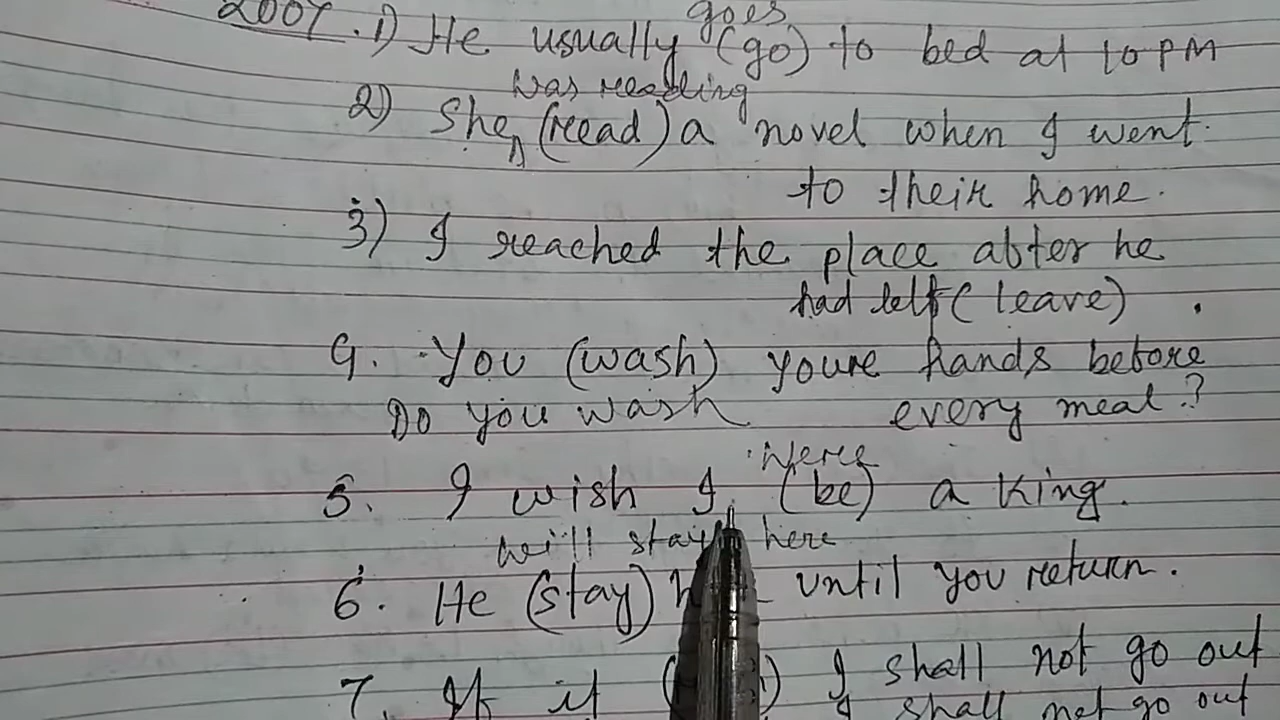 2007. 1) He usually goes (go) to bed at 10 PM
was reading
2) She (read) a novel when I went
to their home.
3) I reached the place after he
had left (leave) .
4. You (wash) your hands before
Do you wash every meal?
were
5. I wish I (be) a King.
will stay here
6. He (stay) until you return.
7. If it I shall not go out
I shall not go out